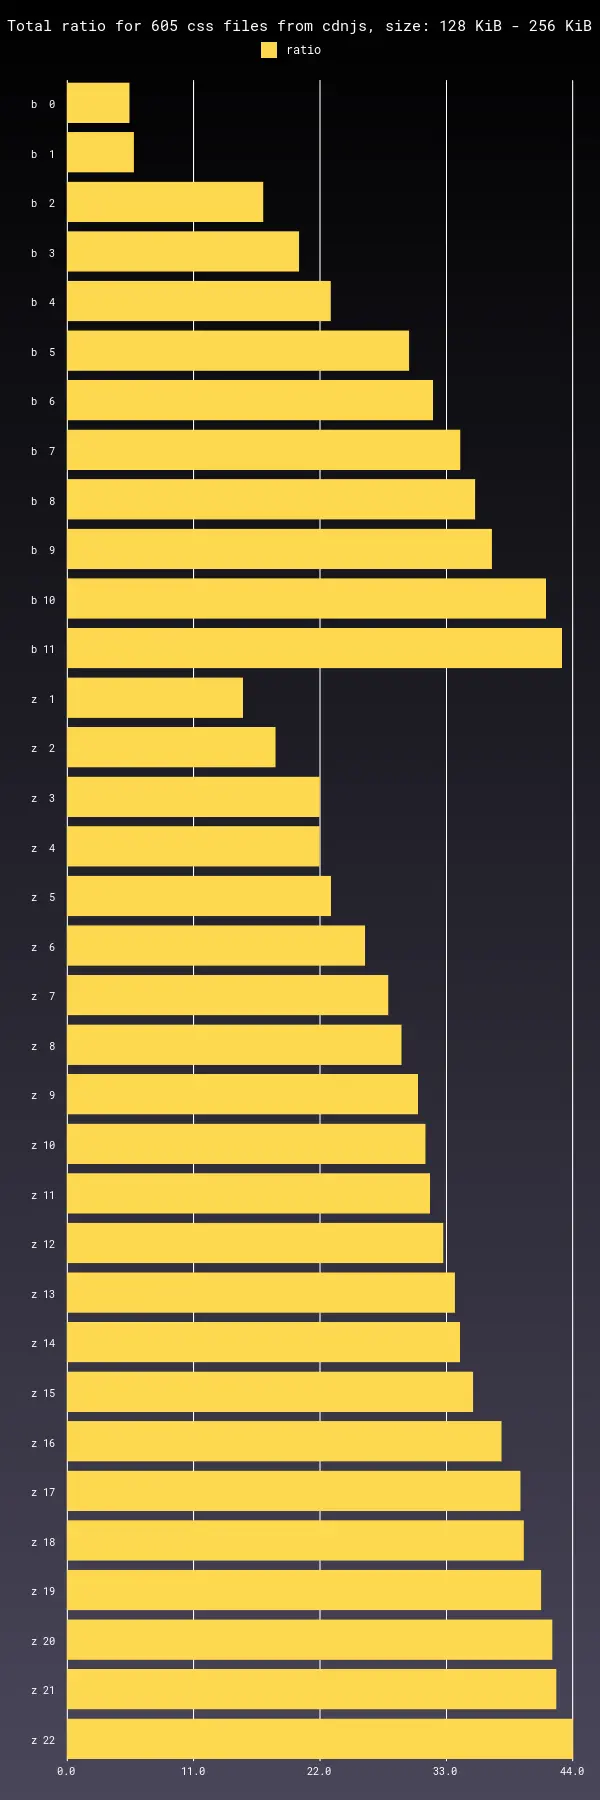 Total ratio for 605 css files from cdnjs, size: 128 KiB - 256 KiB
ratio
b 0
b 1
b 2
b 3
b 4
b 5
b 6
b 7
b 8
b 9
b 10
b 11
z 1
z 2
z 3
z 4
z 5
z 6
z 7
z 8
z 9
z 10
z 11
z 12
z 13
z 14
z 15
z 16
z 17
z 18
z 19
z 20
z 21
z 22
0.0 11.0 22.0 33.0 44.0